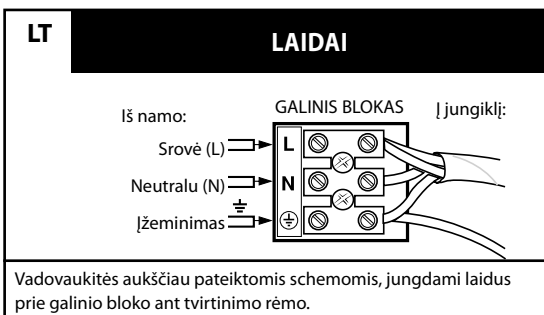 LT
LAIDAI
Iš namo:
GALINIS BLOKAS
Į jungiklį:
Srovė (L)
L
Neutralu (N)
N
Įžeminimas
Vadovaukitės aukščiau pateiktomis schemomis, jungdami laidus
prie galinio bloko ant tvirtinimo rėmo.